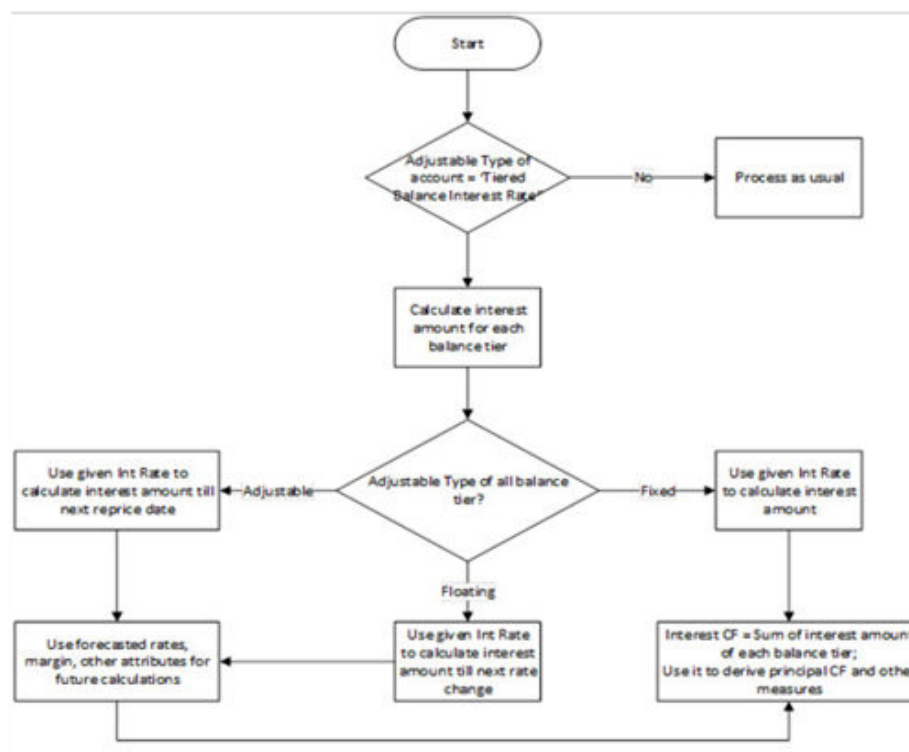 Start
Adjustable Type of
account = 'Tiered
Balance Interest Rate'
No
Process as usual
Calculate interest
amount for each
balance tier
Use given Int Rate to
calculate interest amount till
next reprice date
Adjustable
Adjustable Type of all balance
tier?
Fixed
Use given Int Rate
to calculate interest
amount
Floating
Use forecasted rates,
margin, other attributes for
future calculations
Use given Int Rate
to calculate interest
amount till next rate
change
Interest CF = Sum of interest amount
of each balance tier;
Use it to derive principal CF and other
measures